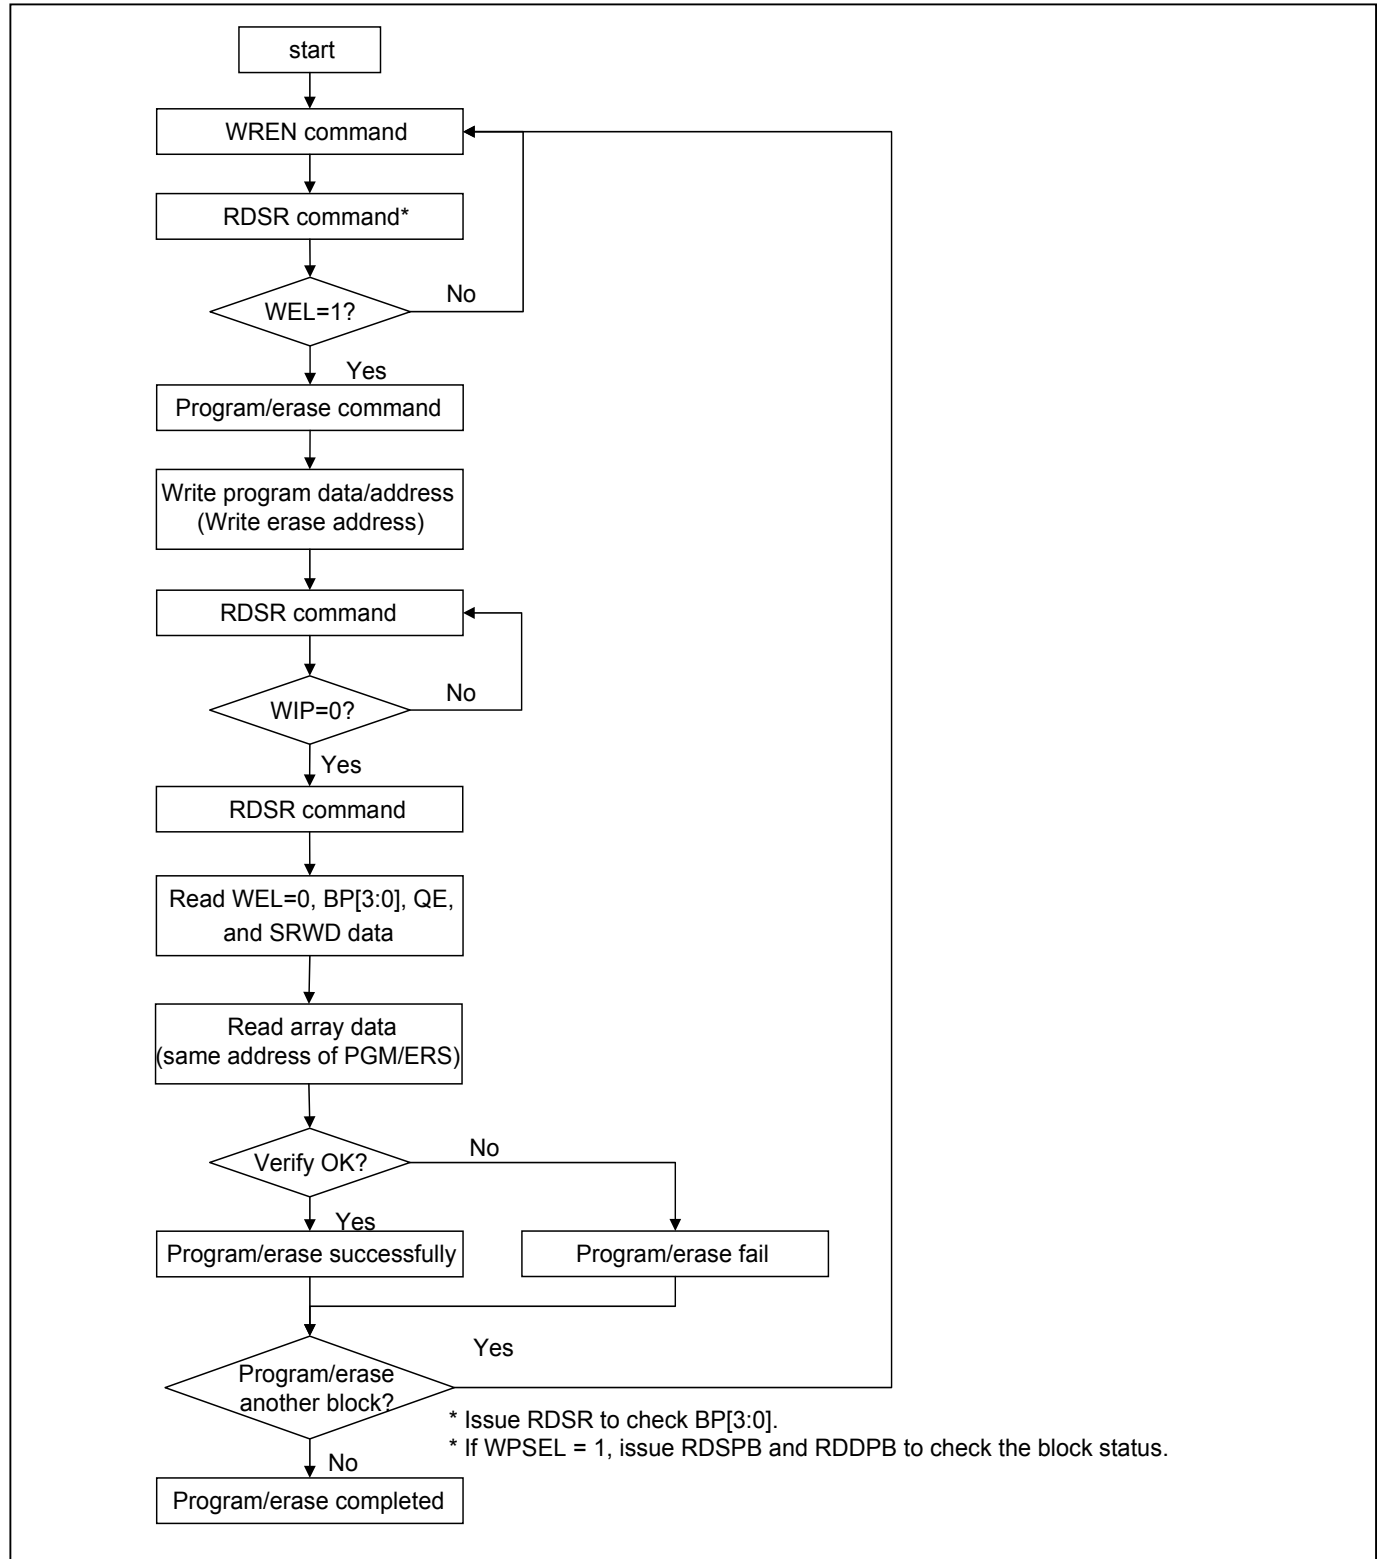 start
WREN command
RDSR command*
WEL=1?
No
Yes
Program/erase command
Write program data/address
(Write erase address)
RDSR command
WIP=0?
No
Yes
RDSR command
Read WEL=0, BP[3:0], QE,
and SRWD data
Read array data
(same address of PGM/ERS)
Verify OK?
No
Yes
Program/erase successfully
Program/erase fail
Program/erase
another block?
Yes
* Issue RDSR to check BP[3:0].
* If WPSEL = 1, issue RDSPB and RDDPB to check the block status.
No
Program/erase completed